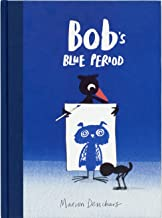 Bob's
BLUE PERIOD
Marion Deuchars